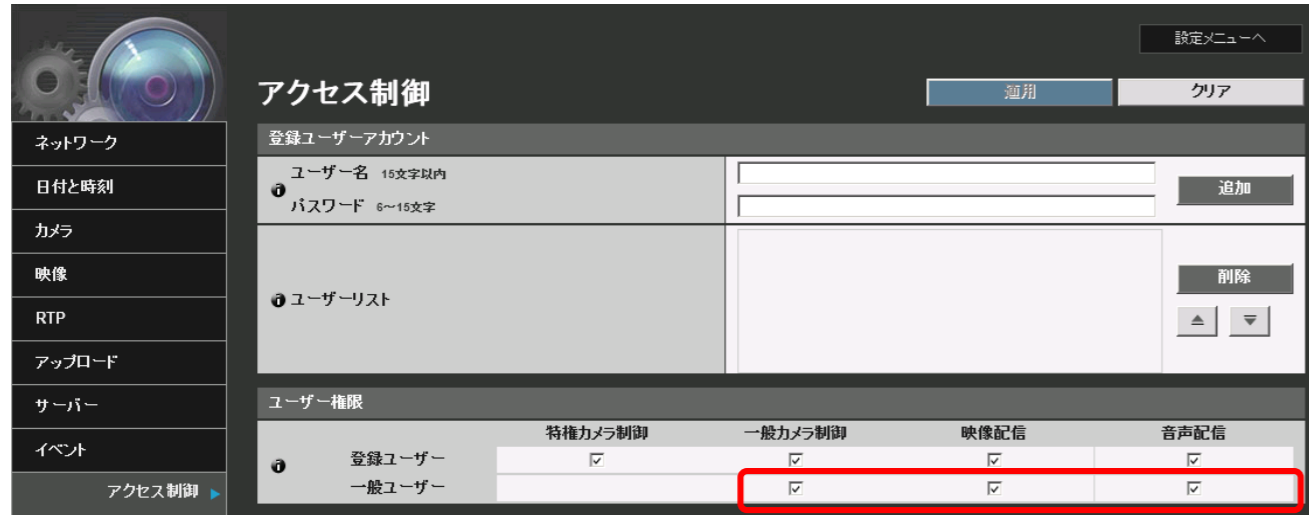 設定メニューへ
アクセス制御
適用 クリア
ネットワーク
日付と時刻
カメラ
映像
RTP
アップロード
サーバー
イベント
アクセス制御
登録ユーザーアカウント
ユーザー名 15文字以内
パスワード 6～15文字
追加
ユーザーリスト
削除
ユーザー権限
特権カメラ制御 一般カメラ制御 映像配信 音声配信
登録ユーザー
一般ユーザー